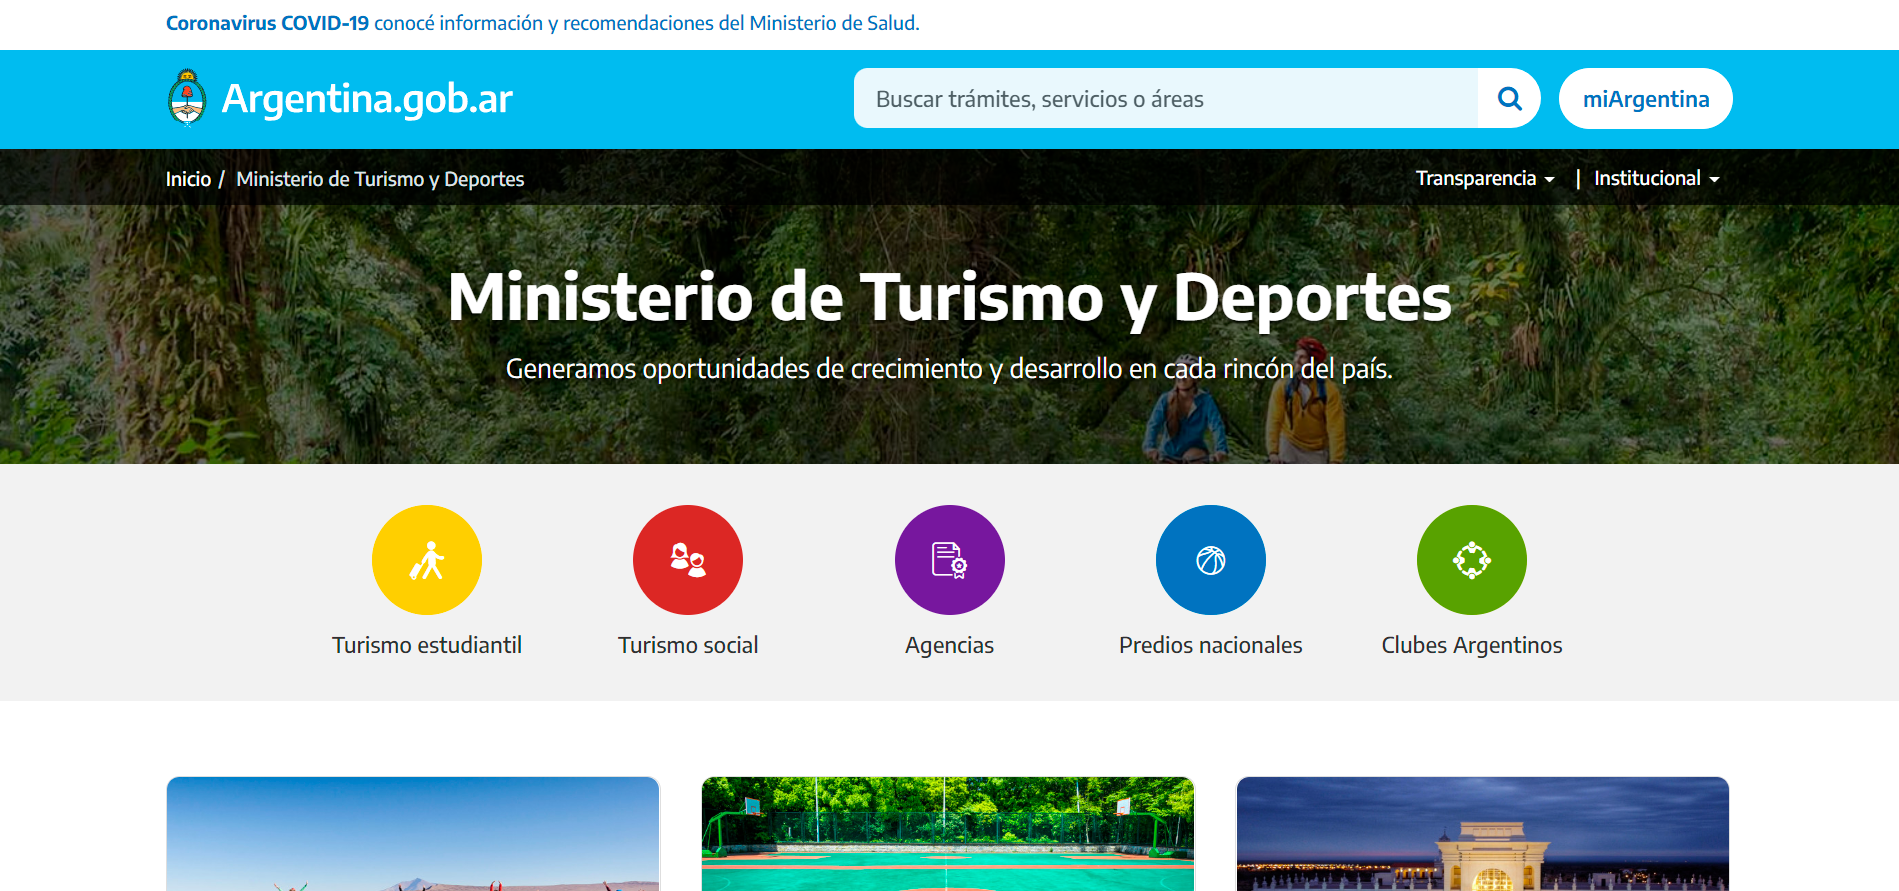 Coronavirus COVID-19 conocé información y recomendaciones del Ministerio de Salud.
Argentina.gob.ar
Buscar trámites, servicios o áreas
miArgentina
Inicio / Ministerio de Turismo y Deportes
Transparencia | Institucional
Ministerio de Turismo y Deportes
Generamos oportunidades de crecimiento y desarrollo en cada rincón del país.
Turismo estudiantil
Turismo social
Agencias
Predios nacionales
Clubes Argentinos